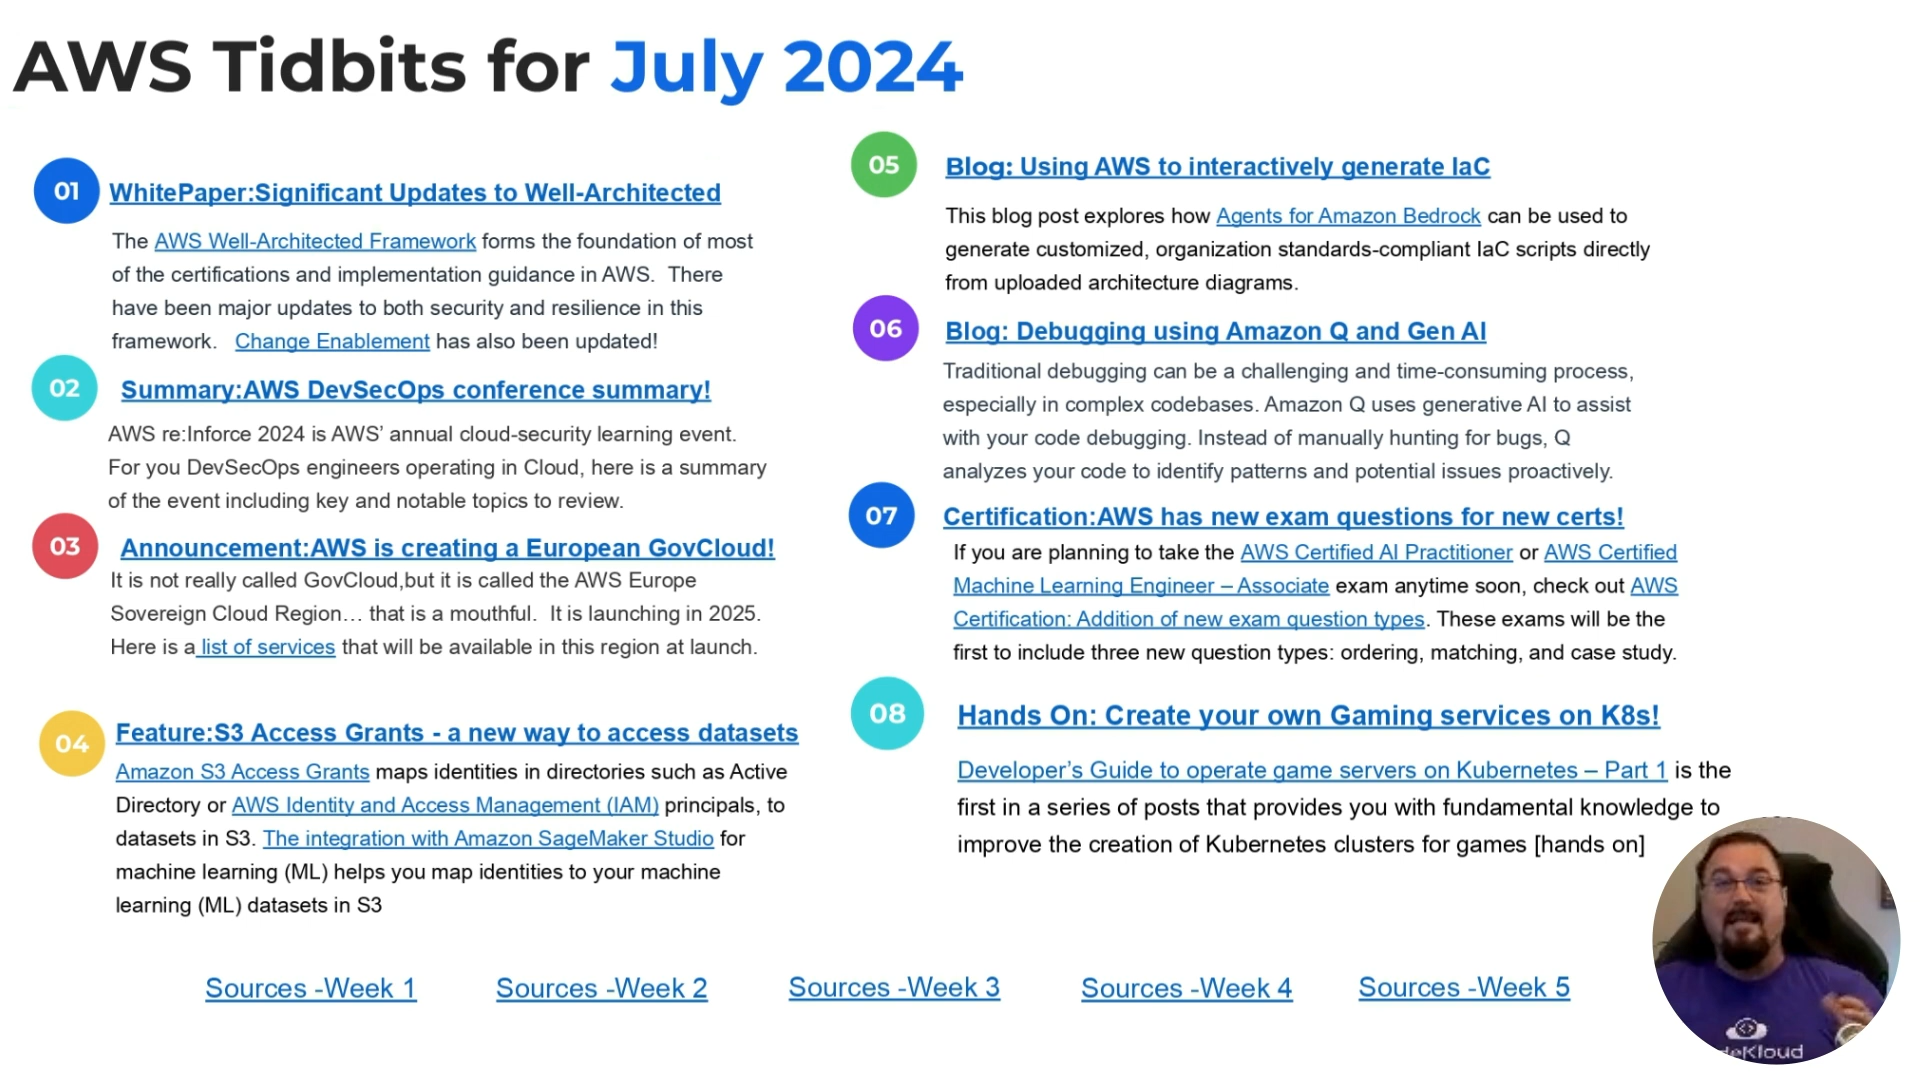 AWS Tidbits for July 2024
01
WhitePaper:Significant Updates to Well-Architected
The AWS Well-Architected Framework forms the foundation of most
of the certifications and implementation guidance in AWS.  There
have been major updates to both security and resilience in this
framework.   Change Enablement has also been updated!
02
Summary:AWS DevSecOps conference summary!
AWS re:Inforce 2024 is AWS’ annual cloud-security learning event.
For you DevSecOps engineers operating in Cloud, here is a summary
of the event including key and notable topics to review.
03
Announcement:AWS is creating a European GovCloud!
It is not really called GovCloud,but it is called the AWS Europe
Sovereign Cloud Region… that is a mouthful.  It is launching in 2025.
Here is a list of services that will be available in this region at launch.
04
Feature:S3 Access Grants - a new way to access datasets
Amazon S3 Access Grants maps identities in directories such as Active
Directory or AWS Identity and Access Management (IAM) principals, to
datasets in S3. The integration with Amazon SageMaker Studio for
machine learning (ML) helps you map identities to your machine
learning (ML) datasets in S3
05
Blog: Using AWS to interactively generate IaC
This blog post explores how Agents for Amazon Bedrock can be used to
generate customized, organization standards-compliant IaC scripts directly
from uploaded architecture diagrams.
06
Blog: Debugging using Amazon Q and Gen AI
Traditional debugging can be a challenging and time-consuming process,
especially in complex codebases. Amazon Q uses generative AI to assist
with your code debugging. Instead of manually hunting for bugs, Q
analyzes your code to identify patterns and potential issues proactively.
07
Certification:AWS has new exam questions for new certs!
If you are planning to take the AWS Certified AI Practitioner or AWS Certified
Machine Learning Engineer – Associate exam anytime soon, check out AWS
Certification: Addition of new exam question types. These exams will be the
first to include three new question types: ordering, matching, and case study.
08
Hands On: Create your own Gaming services on K8s!
Developer’s Guide to operate game servers on Kubernetes – Part 1 is the
first in a series of posts that provides you with fundamental knowledge to
improve the creation of Kubernetes clusters for games [hands on]
Sources -Week 1
Sources -Week 2
Sources -Week 3
Sources -Week 4
Sources -Week 5
deKloud